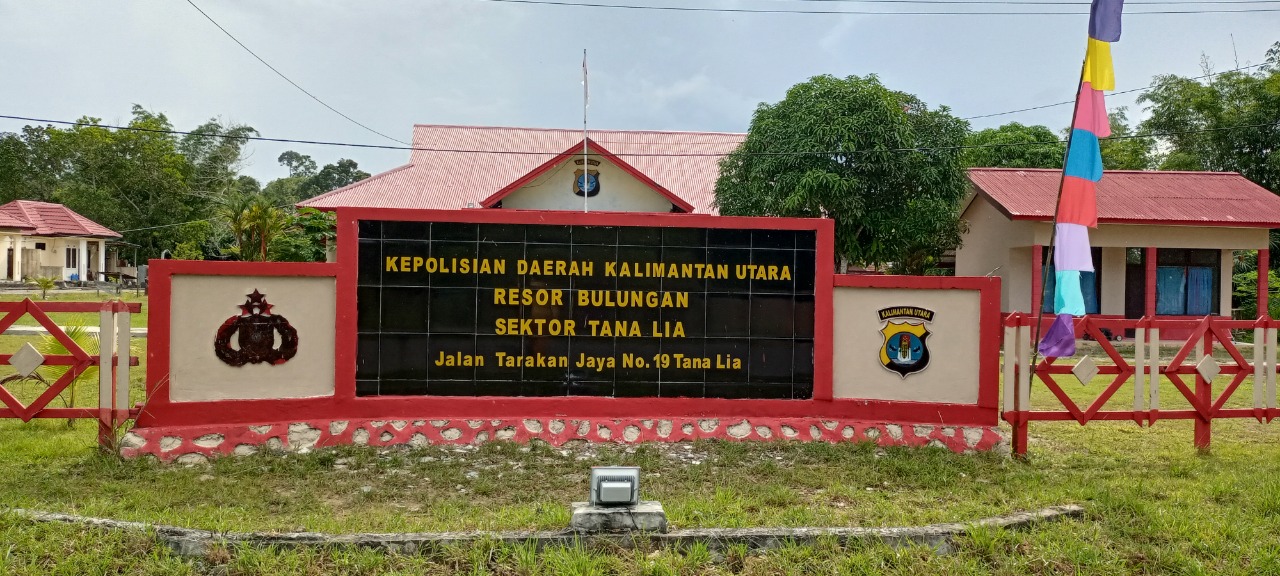 KEPOLISIAN DAERAH KALIMANTAN UTARA
RESOR BULUNGAN
SEKTOR TANA LIA
Jalan Tarakan Jaya No. 19 Tana Lia
KALIMANTAN UTARA